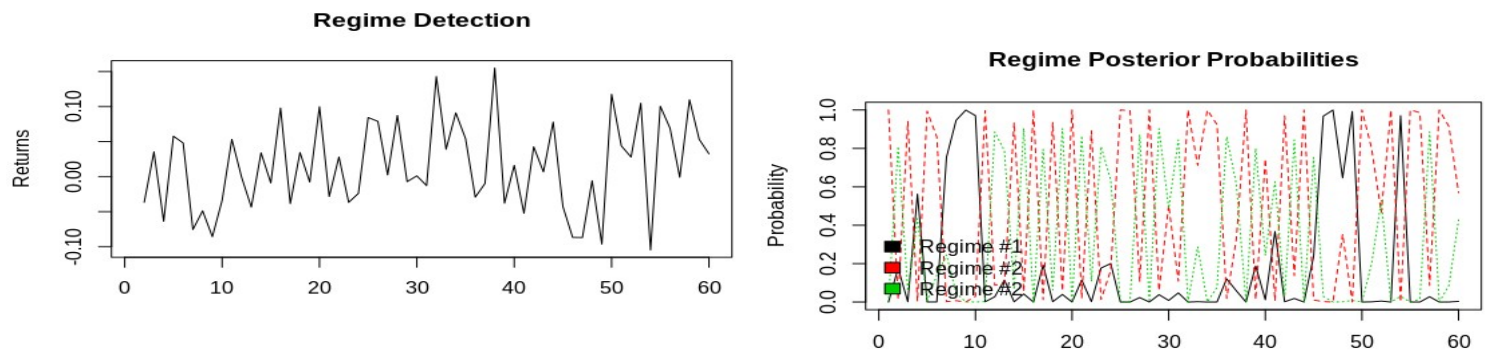 Regime Detection
Returns
0.10
0.00
-0.10
0 10 20 30 40 50 60
Regime Posterior Probabilities
Probability
1.0
0.8
0.6
0.4
0.2
0.0
Regime #1
Regime #2
Regime #2
0 10 20 30 40 50 60